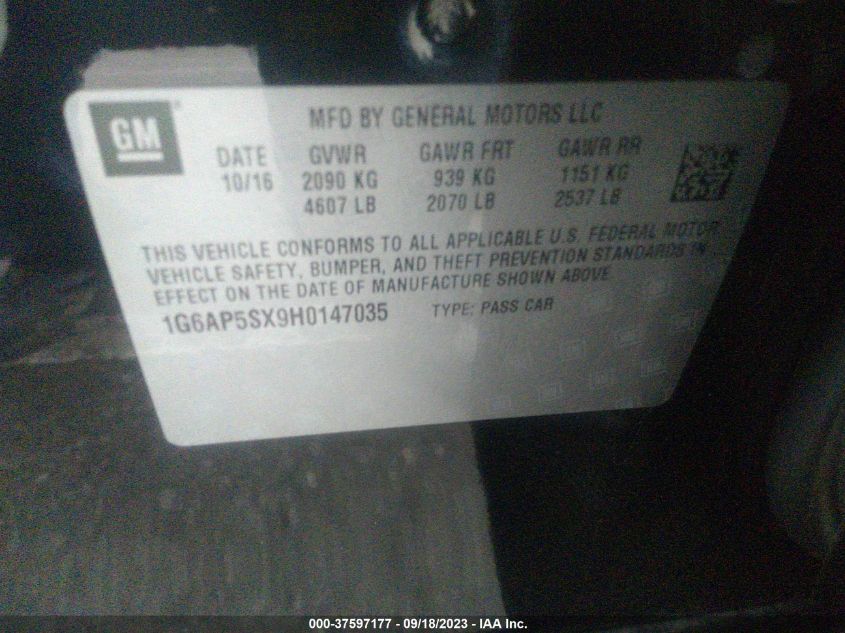 GM
MFD BY GENERAL MOTORS LLC
DATE GVWR GAWR FRT GAWR RR
10/16 2090 KG 939 KG 1151 KG
4607 LB 2070 LB 2537 LB
THIS VEHICLE CONFORMS TO ALL APPLICABLE U.S. FEDERAL MOTOR
VEHICLE SAFETY, BUMPER, AND THEFT PREVENTION STANDARDS IN
EFFECT ON THE DATE OF MANUFACTURE SHOWN ABOVE
1G6AP5SX9H0147035 TYPE: PASS CAR
000-37597177 - 09/18/2023 - IAA Inc.